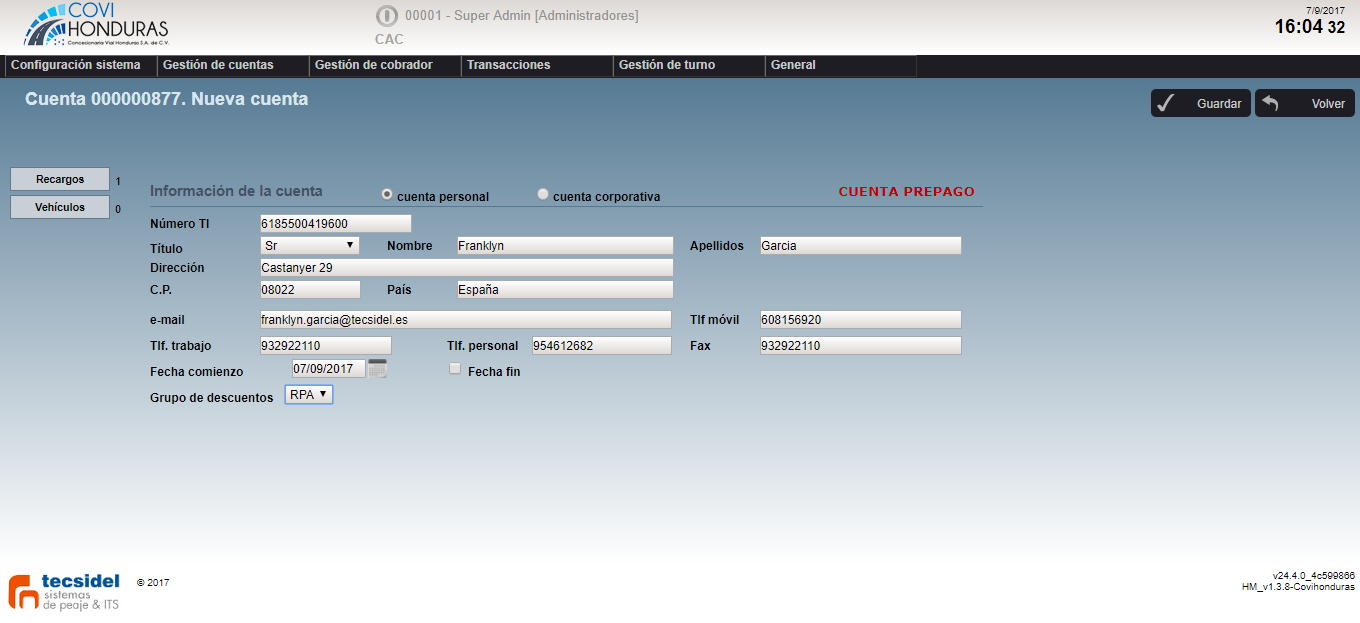 COVI
HONDURAS
Concesionaria Vial Honduras S.A. de C.V.
00001 - Super Admin [Administradores]
CAC
7/9/2017
16:04 32
Configuración sistema Gestión de cuentas Gestión de cobrador Transacciones Gestión de turno General
Cuenta 000000877. Nueva cuenta
Guardar Volver
Recargos 1
Vehículos 0
Información de la cuenta cuenta personal cuenta corporativa CUENTA PREPAGO
Número TI 6185500419600
Título Sr Nombre Franklyn Apellidos Garcia
Dirección Castanyer 29
C.P. 08022 País España
e-mail franklyn.garcia@tecsidel.es Tlf móvil 608156920
Tlf. trabajo 932922110 Tlf. personal 954612682 Fax 932922110
Fecha comienzo 07/09/2017 Fecha fin
Grupo de descuentos RPA
tecsidel
sistemas
de peaje & ITS
© 2017
v24.4.0_4c599866
HM_v1.3.8-Covihonduras